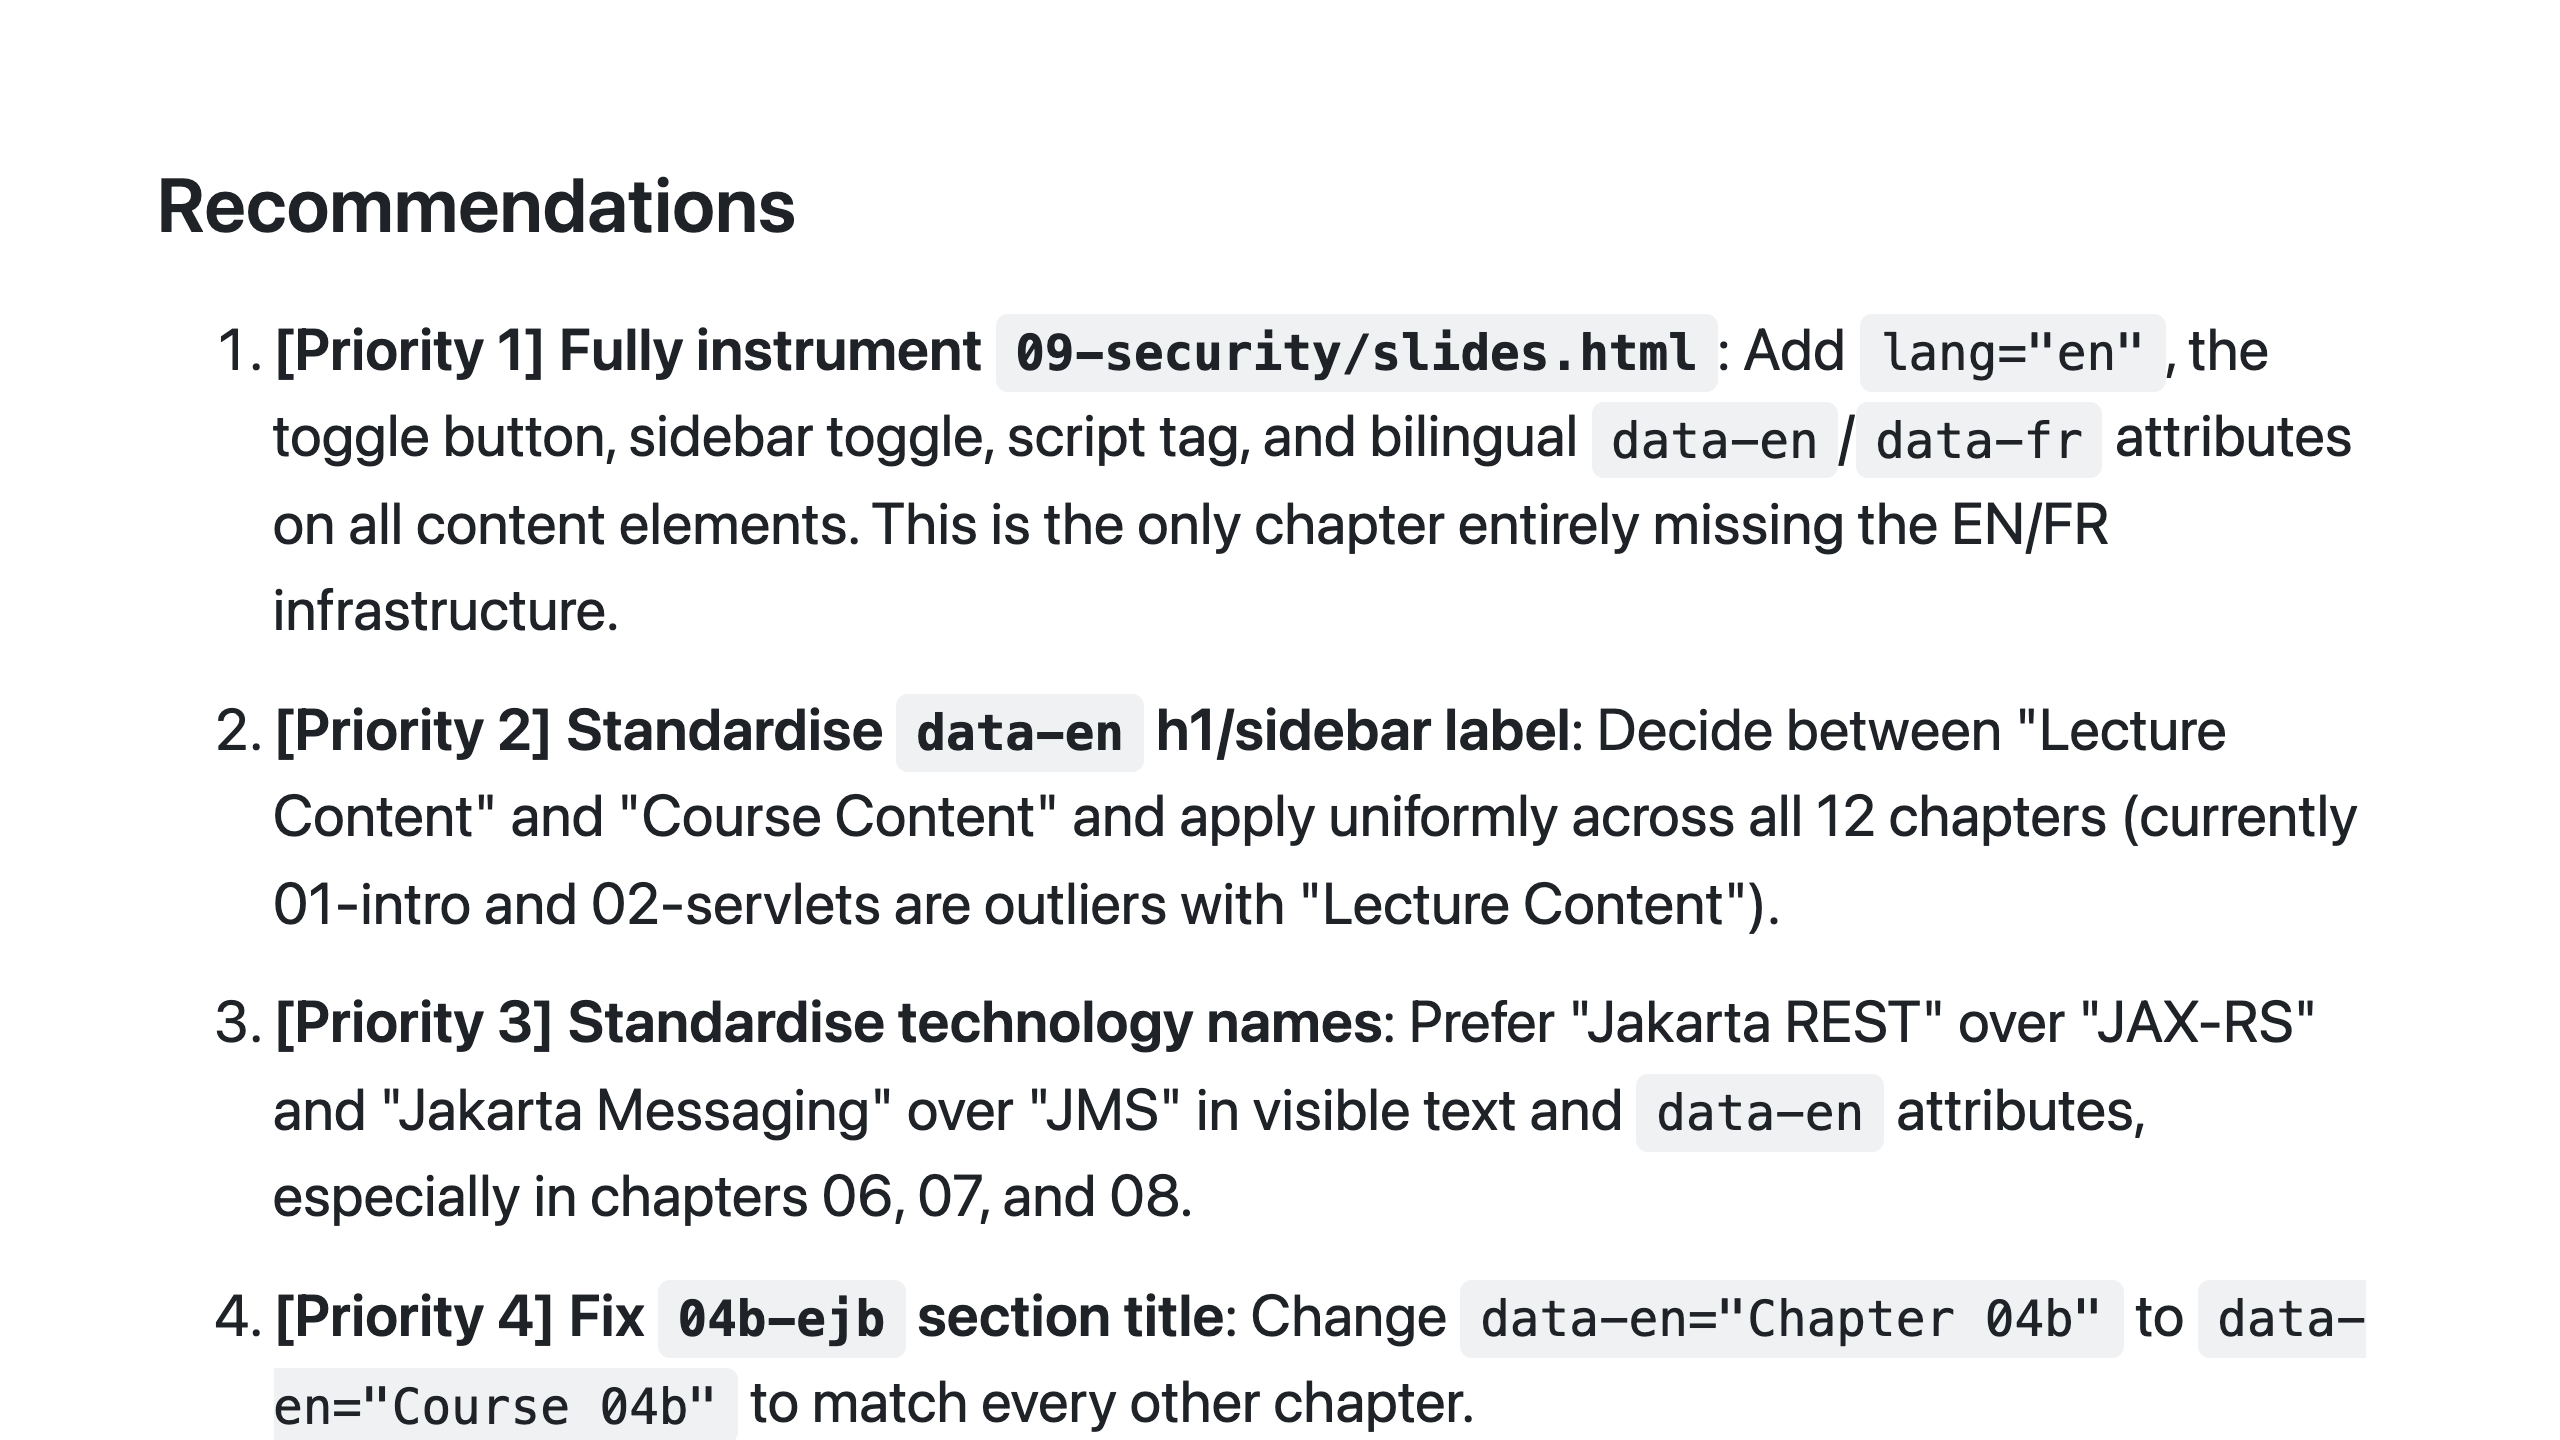 Recommendations
1. [Priority 1] Fully instrument 09-security/slides.html: Add lang="en", the
toggle button, sidebar toggle, script tag, and bilingual data-en/data-fr attributes
on all content elements. This is the only chapter entirely missing the EN/FR
infrastructure.
2. [Priority 2] Standardise data-en h1/sidebar label: Decide between "Lecture
Content" and "Course Content" and apply uniformly across all 12 chapters (currently
01-intro and 02-servlets are outliers with "Lecture Content").
3. [Priority 3] Standardise technology names: Prefer "Jakarta REST" over "JAX-RS"
and "Jakarta Messaging" over "JMS" in visible text and data-en attributes,
especially in chapters 06, 07, and 08.
4. [Priority 4] Fix 04b-ejb section title: Change data-en="Chapter 04b" to data-
en="Course 04b" to match every other chapter.